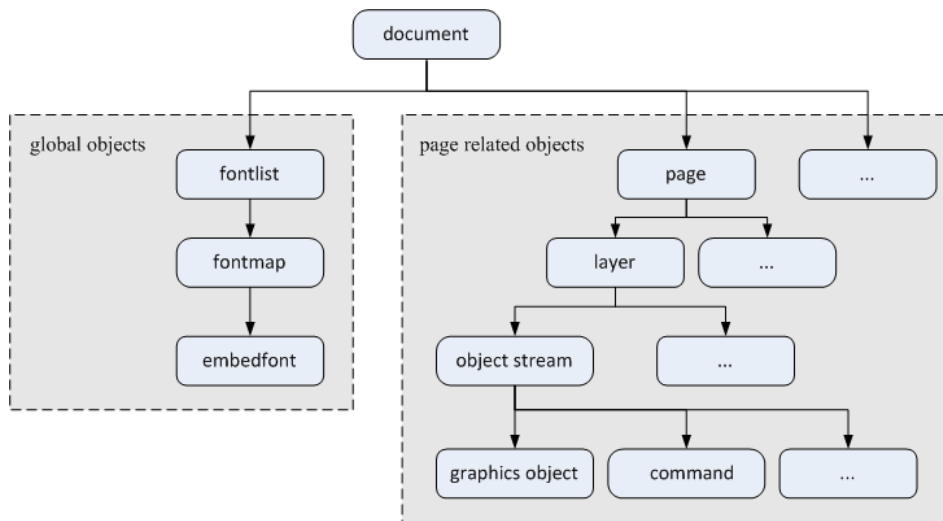 document
global objects
page related objects
fontlist
page
...
fontmap
layer
...
embedfont
object stream
...
graphics object
command
...